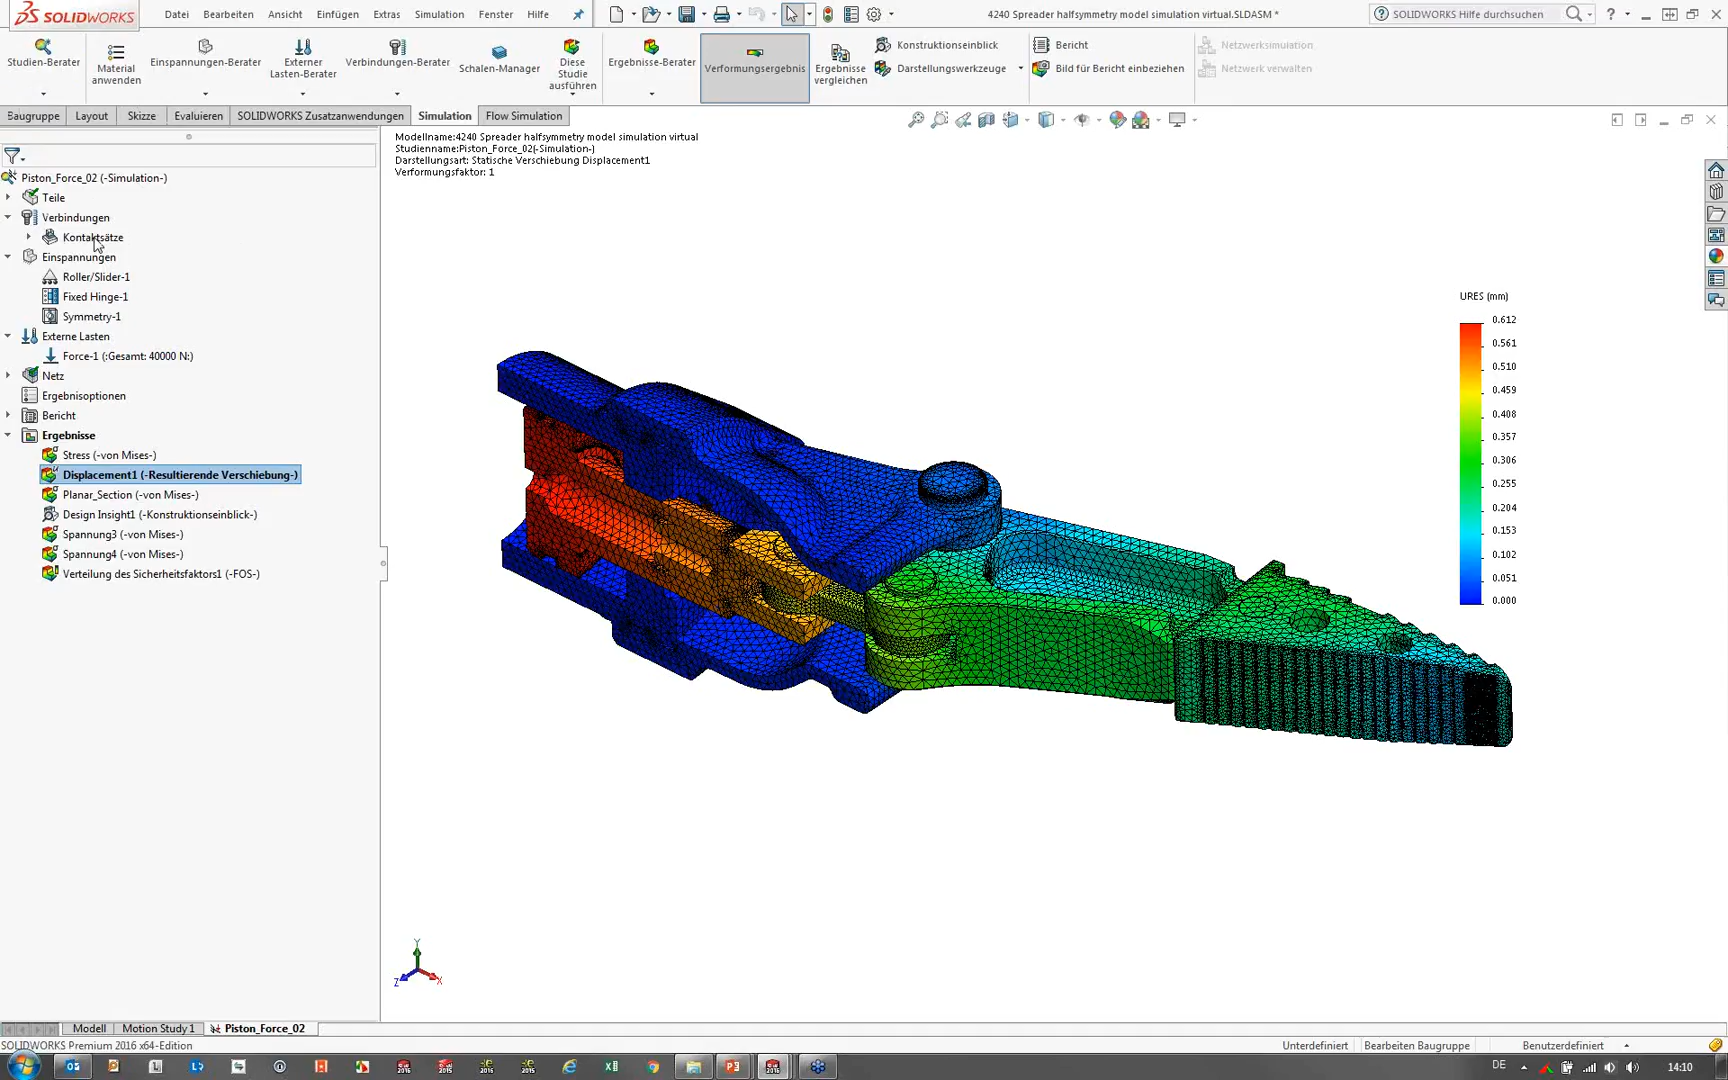 SOLIDWORKS
Datei Bearbeiten Ansicht Einfügen Extras Simulation Fenster Hilfe
4240 Spreader halfsymmetry model simulation virtual.SLDASM *
SOLIDWORKS Hilfe durchsuchen
Studien-Berater
Material anwenden
Einspannungen-Berater
Externer Lasten-Berater
Verbindungen-Berater
Schalen-Manager
Diese Studie ausführen
Ergebnisse-Berater
Verformungsergebnis
Ergebnisse vergleichen
Konstruktionseinblick
Darstellungswerkzeuge
Bericht
Bild für Bericht einbeziehen
Netzwerksimulation
Netzwerk verwalten
Baugruppe Layout Skizze Evaluieren SOLIDWORKS Zusatzanwendungen Simulation Flow Simulation
Modellname:4240 Spreader halfsymmetry model simulation virtual
Studienname:Piston_Force_02(-Simulation-)
Darstellungsart: Statische Verschiebung Displacement1
Verformungsfaktor: 1
Piston_Force_02 (-Simulation-)
Teile
Verbindungen
Kontaktsätze
Einspannungen
Roller/Slider-1
Fixed Hinge-1
Symmetry-1
Externe Lasten
Force-1 (:Gesamt: 40000 N:)
Netz
Ergebnisoptionen
Bericht
Ergebnisse
Stress (-von Mises-)
Displacement1 (-Resultierende Verschiebung-)
Planar_Section (-von Mises-)
Design Insight1 (-Konstruktionseinblick-)
Spannung3 (-von Mises-)
Spannung4 (-von Mises-)
Verteilung des Sicherheitsfaktors1 (-FOS-)
URES (mm)
0.612
0.561
0.510
0.459
0.408
0.357
0.306
0.255
0.204
0.153
0.102
0.051
0.000
Y
Z
X
Modell Motion Study 1 Piston_Force_02
SOLIDWORKS Premium 2016 x64-Edition
Unterdefiniert Bearbeiten Baugruppe Benutzerdefiniert
DE
14:10